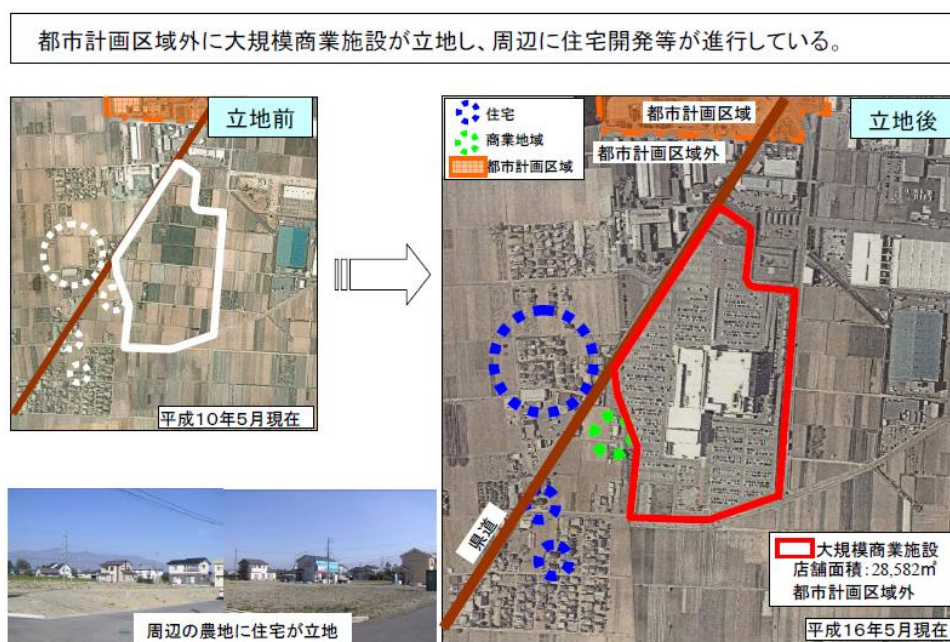 都市計画区域外に大規模商業施設が立地し、周辺に住宅開発等が進行している。
立地前
平成10年5月現在
住宅
商業地域
都市計画区域
都市計画区域
都市計画区域外
立地後
県道
大規模商業施設
店舗面積:28,582㎡
都市計画区域外
平成16年5月現在
周辺の農地に住宅が立地